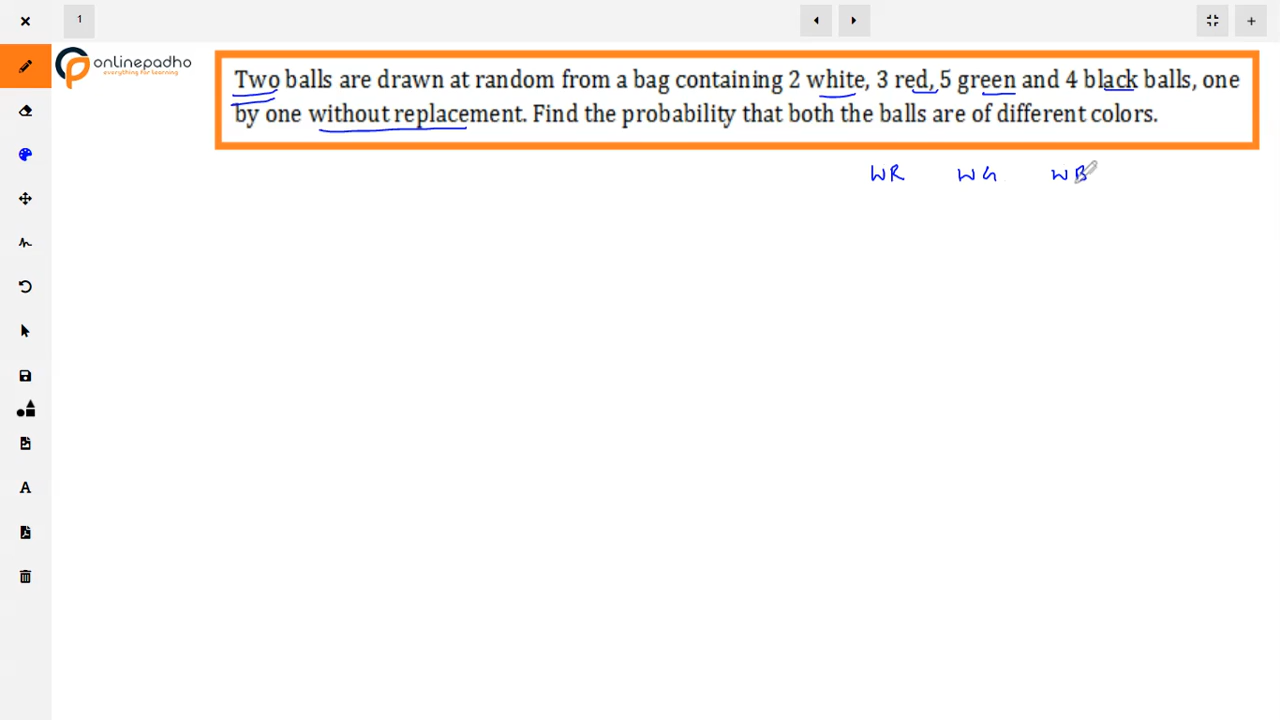 1
onlinepadho
everything for learning
Two balls are drawn at random from a bag containing 2 white, 3 red, 5 green and 4 black balls, one
by one without replacement. Find the probability that both the balls are of different colors.
WR WG WB
A